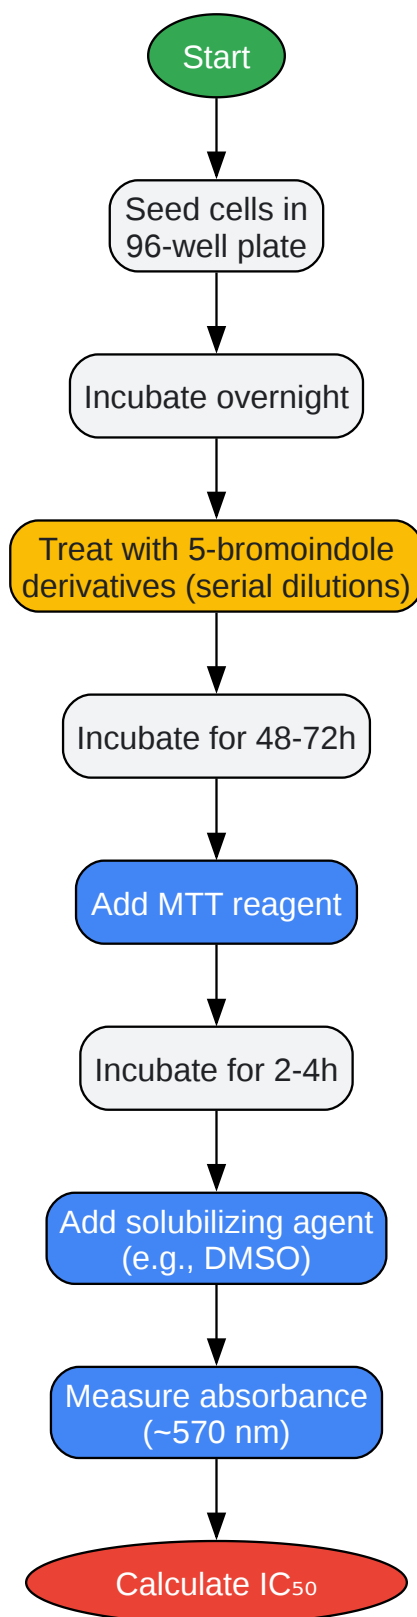 Start
Seed cells in
96-well plate
Incubate overnight
Treat with 5-bromoindole
derivatives (serial dilutions)
Incubate for 48-72h
Add MTT reagent
Incubate for 2-4h
Add solubilizing agent
(e.g., DMSO)
Measure absorbance
(~570 nm)
Calculate IC₅₀